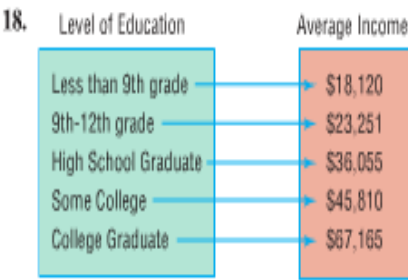 18. Level of Education Average Income
Less than 9th grade $18,120
9th-12th grade $23,251
High School Graduate $36,055
Some College $45,810
College Graduate $67,165